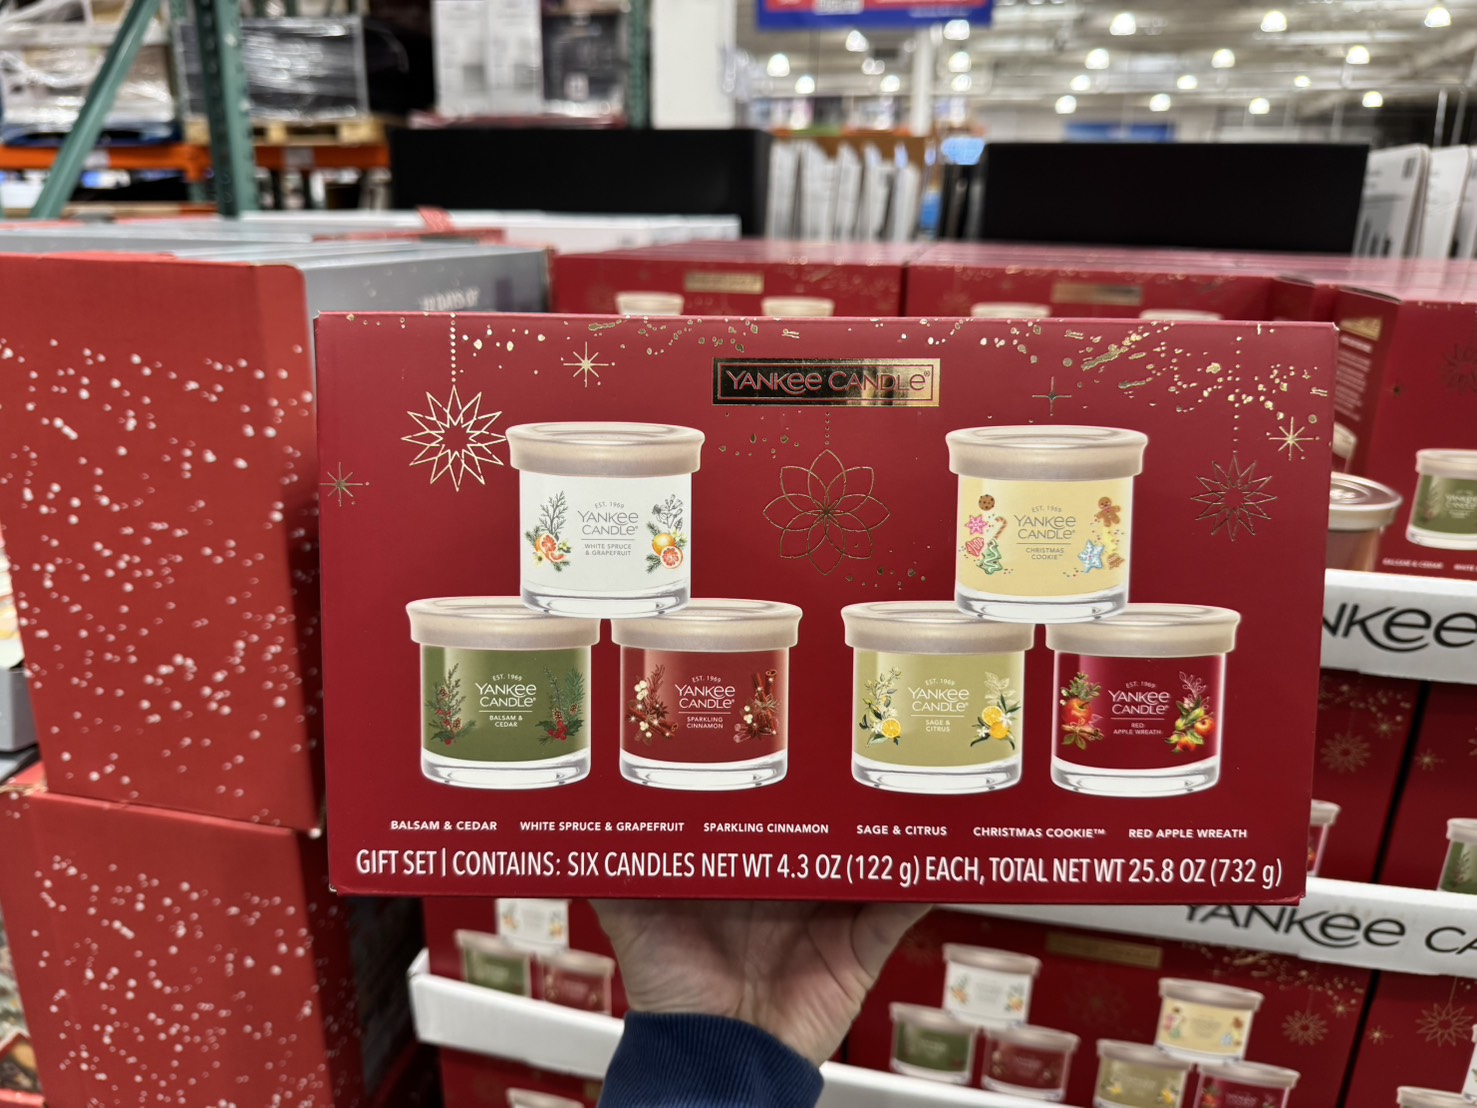 YANKEE CANDLE®
EST. 1969
YANKEE
CANDLE®
WHITE SPRUCE
& GRAPEFRUIT
EST. 1969
YANKEE
CANDLE®
CHRISTMAS
COOKIE™
EST. 1969
YANKEE
CANDLE®
BALSAM &
CEDAR
EST. 1969
YANKEE
CANDLE®
SPARKLING
CINNAMON
EST. 1969
YANKEE
CANDLE®
SAGE &
CITRUS
EST. 1969
YANKEE
CANDLE®
RED
APPLE WREATH
BALSAM & CEDAR WHITE SPRUCE & GRAPEFRUIT SPARKLING CINNAMON SAGE & CITRUS CHRISTMAS COOKIE™ RED APPLE WREATH
GIFT SET | CONTAINS: SIX CANDLES NET WT 4.3 OZ (122 g) EACH, TOTAL NET WT 25.8 OZ (732 g)
NKEE
YANKEE CA